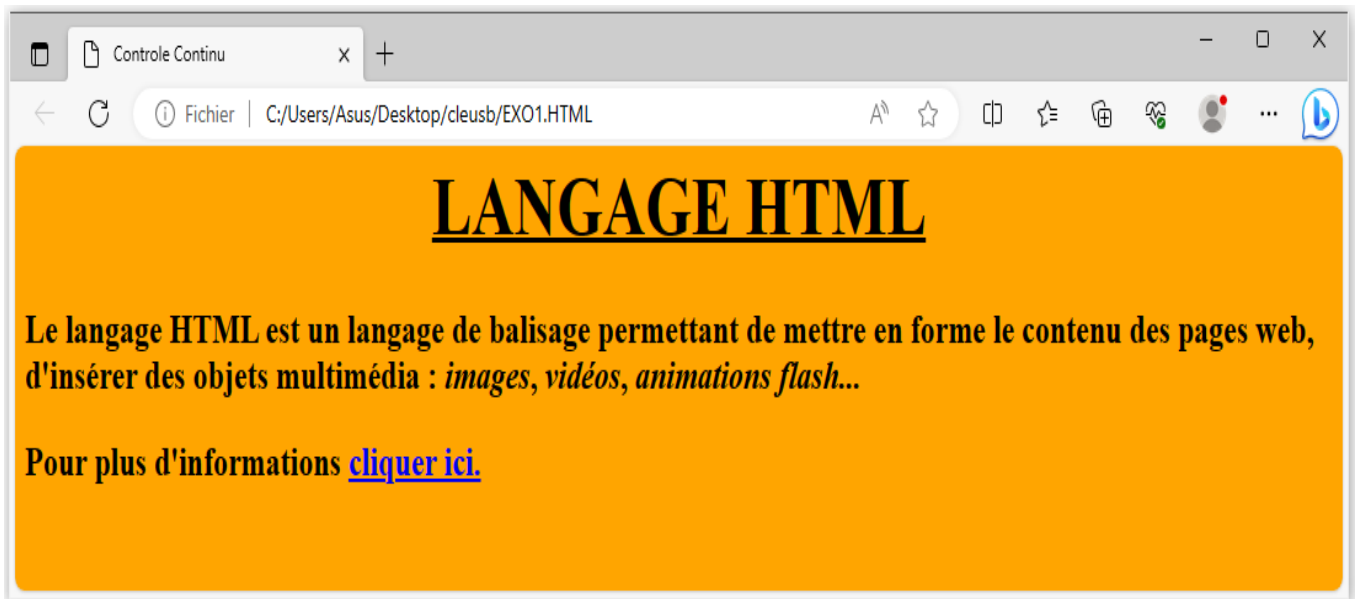 Controle Continu
Fichier | C:/Users/Asus/Desktop/cleusb/EXO1.HTML
LANGAGE HTML
Le langage HTML est un langage de balisage permettant de mettre en forme le contenu des pages web,
d'insérer des objets multimédia : images, vidéos, animations flash...
Pour plus d'informations cliquer ici.